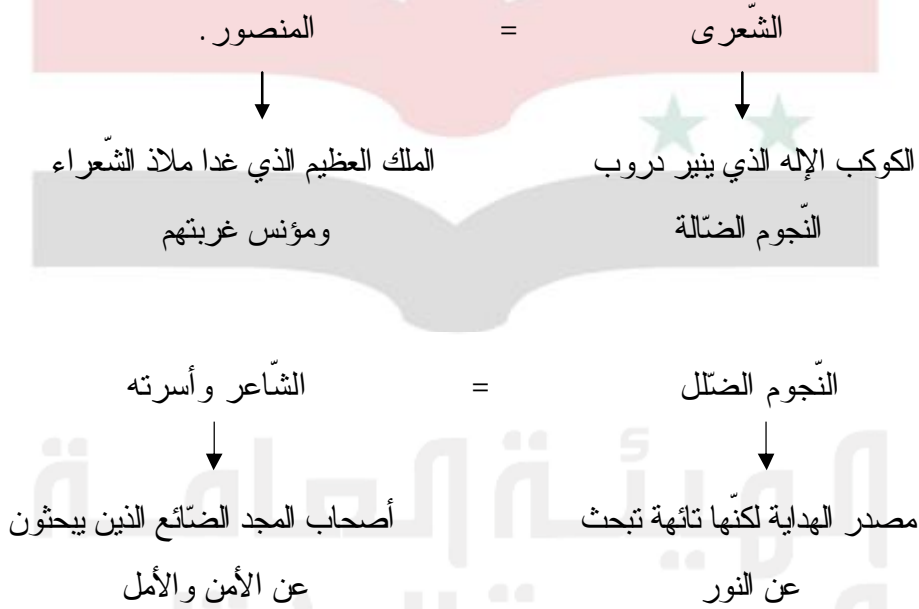 الشّعرى = المنصور.
الكوكب الإله الذي ينير دروب الملك العظيم الذي غدا ملاذ الشّعراء
النّجوم الضّالة ومؤنس غربتهم
النّجوم الضّلل = الشّاعر وأسرته
مصدر الهداية لكنّها تائهة تبحث أصحاب المجد الضّائع الذين يبحثون
عن النور عن الأمن والأمل